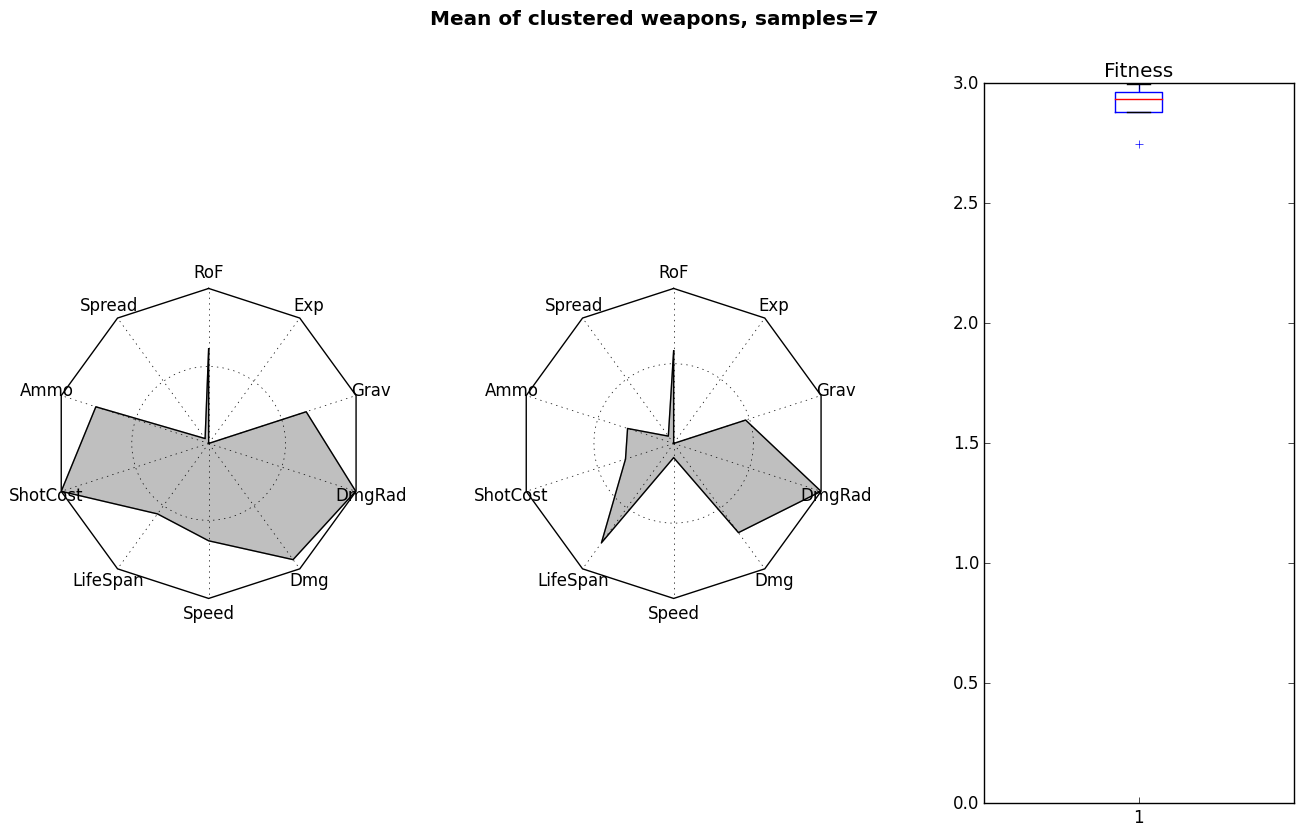 Mean of clustered weapons, samples=7
RoF
Exp
Spread
Grav
Ammo
DmgRad
ShotCost
Dmg
LifeSpan
Speed
RoF
Exp
Spread
Grav
Ammo
DmgRad
ShotCost
Dmg
LifeSpan
Speed
Fitness
3.0
2.5
2.0
1.5
1.0
0.5
0.0
1